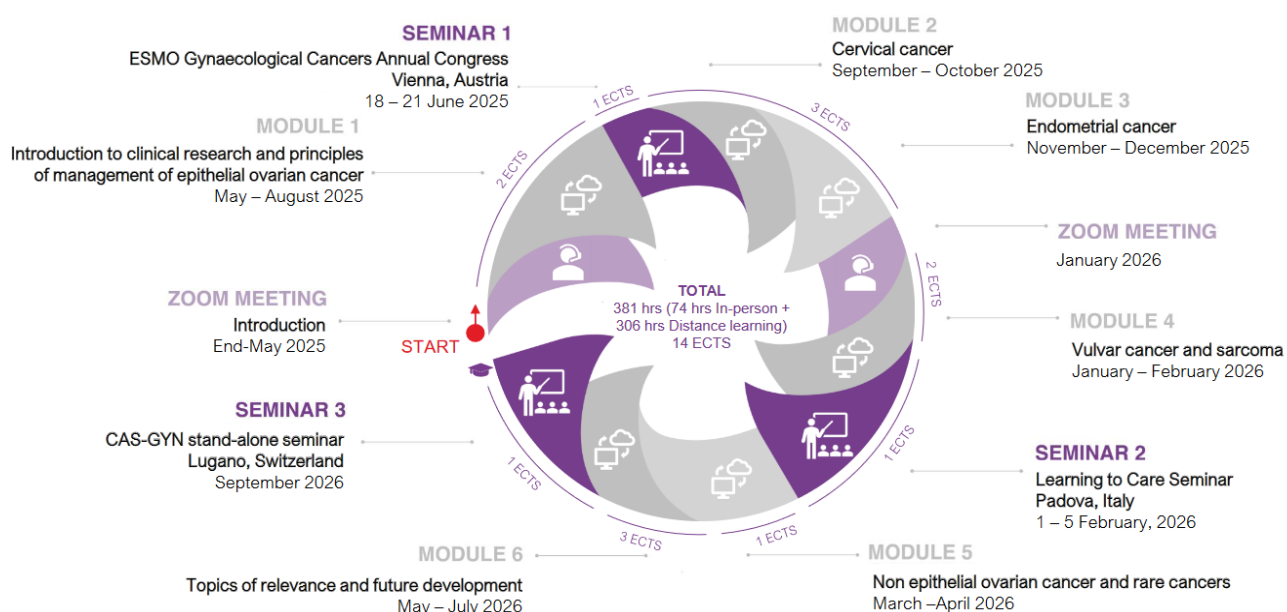 SEMINAR 1
ESMO Gynaecological Cancers Annual Congress
Vienna, Austria
18 – 21 June 2025
MODULE 2
Cervical cancer
September – October 2025
MODULE 1
Introduction to clinical research and principles
of management of epithelial ovarian cancer
May – August 2025
MODULE 3
Endometrial cancer
November – December 2025
1 ECTS
3 ECTS
2 ECTS
ZOOM MEETING
January 2026
2 ECTS
ZOOM MEETING
Introduction
End-May 2025
START
TOTAL
381 hrs (74 hrs In-person +
306 hrs Distance learning)
14 ECTS
MODULE 4
Vulvar cancer and sarcoma
January – February 2026
SEMINAR 3
CAS-GYN stand-alone seminar
Lugano, Switzerland
September 2026
SEMINAR 2
Learning to Care Seminar
Padova, Italy
1 – 5 February, 2026
1 ECTS
1 ECTS
3 ECTS
1 ECTS
MODULE 6
Topics of relevance and future development
May – July 2026
MODULE 5
Non epithelial ovarian cancer and rare cancers
March –April 2026